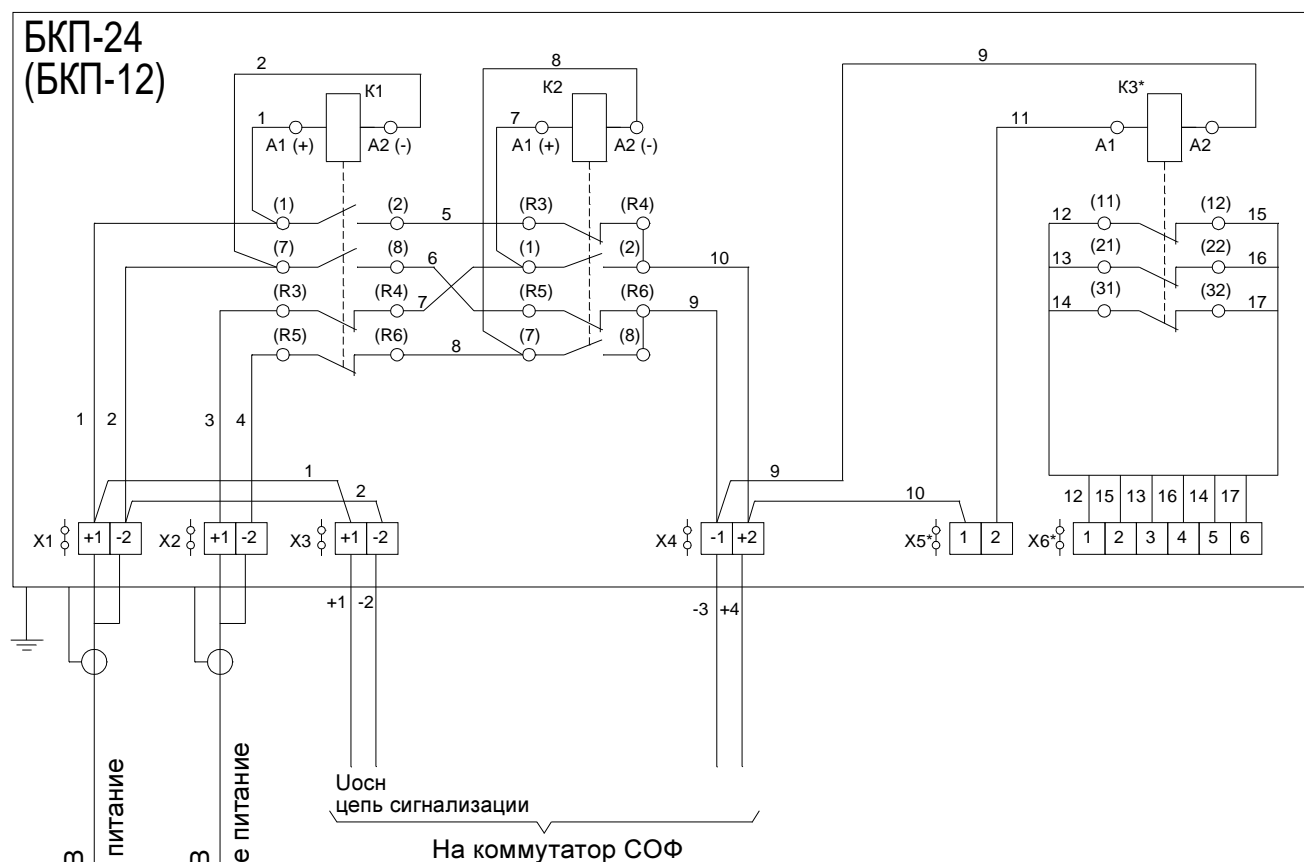 БКП-24
(БКП-12)
2 8 9
К1 К2 К3*
1 7 11
А1 (+) А2 (-) А1 (+) А2 (-) А1 А2
(1) (2) 5 (R3) (R4) 12 (11) (12) 15
(7) (8) 6 (1) (2) 10 13 (21) (22) 16
(R3) (R4) 7 (R5) (R6) 9 14 (31) (32) 17
(R5) (R6) 8 (7) (8)
1 2 3 4
1 9
2 10 12 15 13 16 14 17
X1 +1 -2 X2 +1 -2 X3 +1 -2 X4 -1 +2 X5* 1 2 X6* 1 2 3 4 5 6
+1 -2 -3 +4
питание
е питание
Uосн
цепь сигнализации
На коммутатор СОФ
В
В